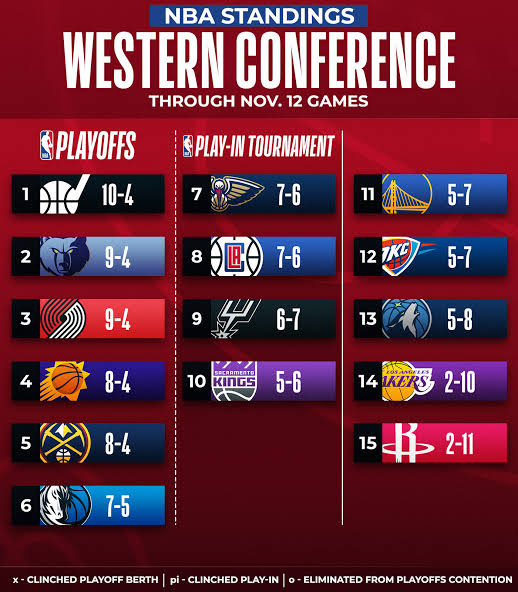 NBA STANDINGS
WESTERN CONFERENCE
THROUGH NOV. 12 GAMES
PLAYOFFS
1 10-4
2 9-4
3 9-4
4 8-4
5 8-4
6 7-5
PLAY-IN TOURNAMENT
7 7-6
8 LA 7-6
9 6-7
10 SACRAMENTO KINGS 5-6
11 5-7
12 OKC 5-7
13 5-8
14 LOS ANGELES LAKERS 2-10
15 R 2-11
x - CLINCHED PLAYOFF BERTH | pi - CLINCHED PLAY-IN | o - ELIMINATED FROM PLAYOFFS CONTENTION